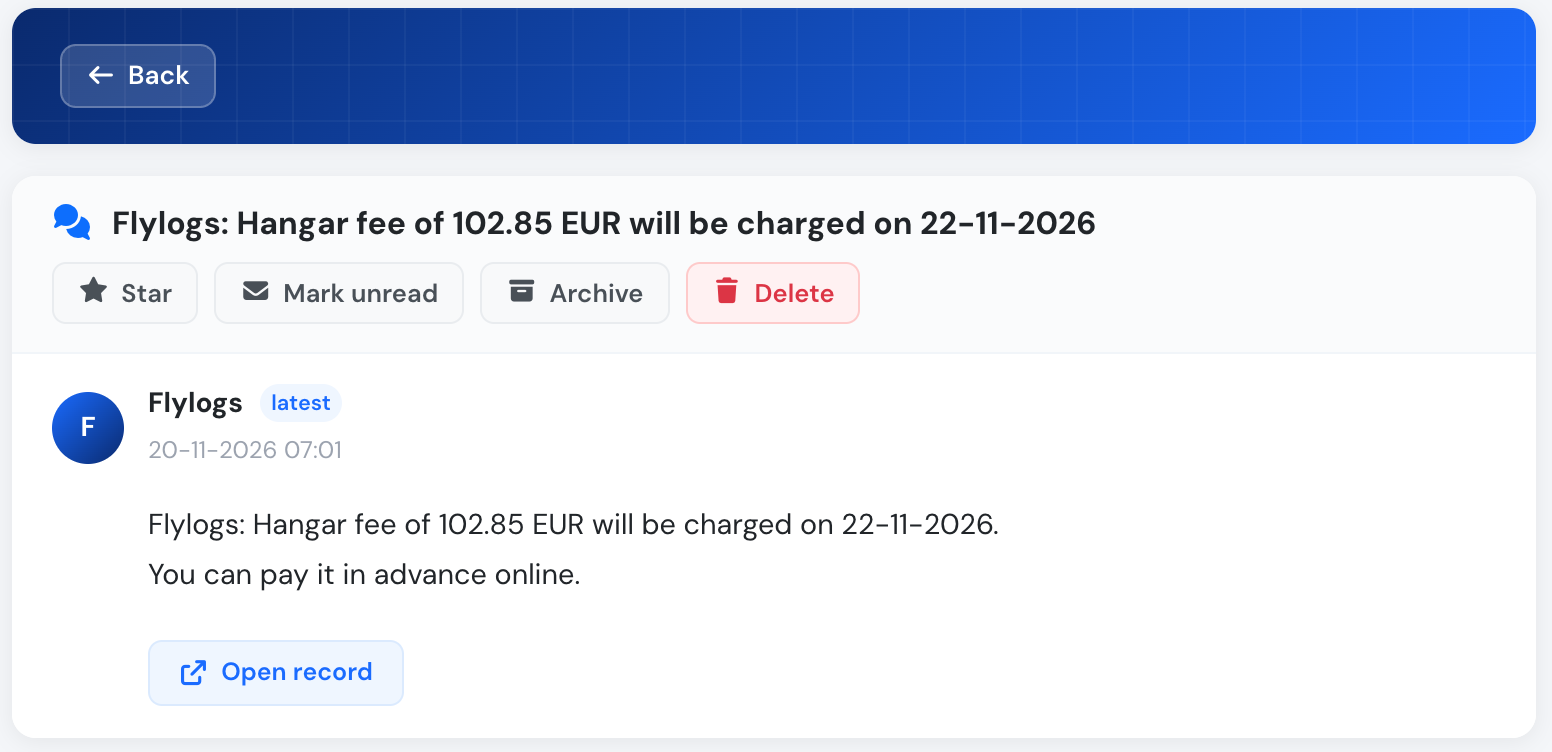 Back
Flylogs: Hangar fee of 102.85 EUR will be charged on 22-11-2026
Star Mark unread Archive Delete
F
Flylogs latest
20-11-2026 07:01
Flylogs: Hangar fee of 102.85 EUR will be charged on 22-11-2026.
You can pay it in advance online.
Open record